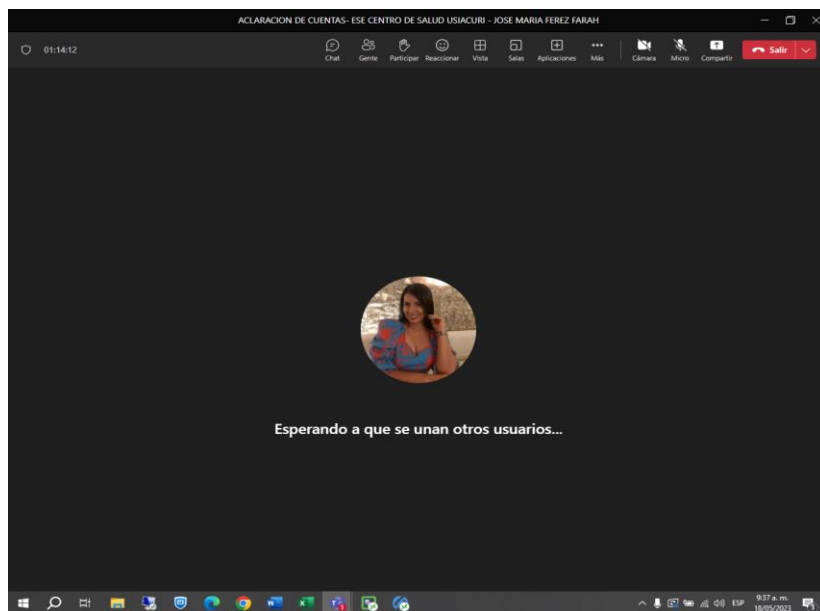 ACLARACION DE CUENTAS- ESE CENTRO DE SALUD USIACURI - JOSE MARIA FEREZ FARAH
01:14:12
Chat Gente Participar Reaccionar Vista Salas Aplicaciones Más Cámara Micro Compartir Salir
Esperando a que se unan otros usuarios...
ESP 9:37 a. m.
18/05/2023